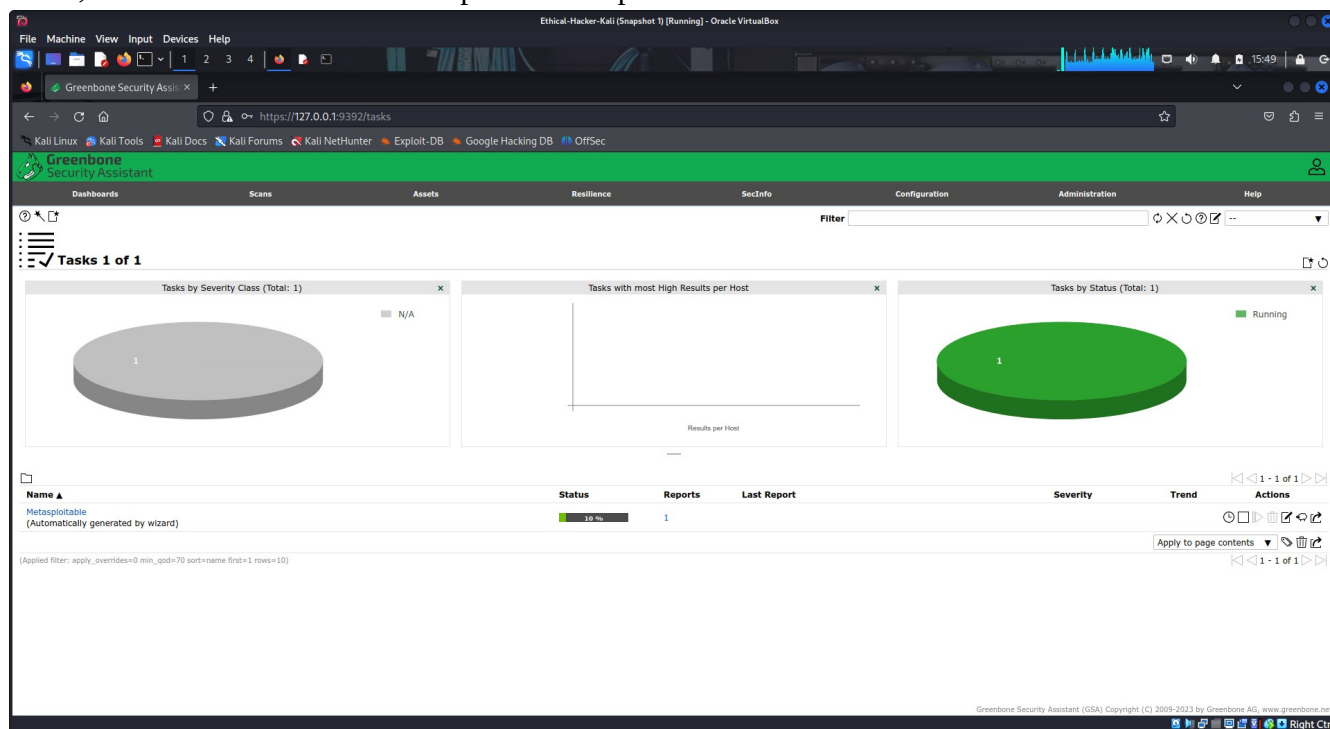 Ethical-Hacker-Kali (Snapshot 1) [Running] - Oracle VirtualBox
File Machine View Input Devices Help
1 2 3 4 15:49
Greenbone Security Assis × +
https://127.0.0.1:9392/tasks
Kali Linux Kali Tools Kali Docs Kali Forums Kali NetHunter Exploit-DB Google Hacking DB OffSec
Greenbone
Security Assistant
Dashboards Scans Assets Resilience SecInfo Configuration Administration Help
Filter --
Tasks 1 of 1
Tasks by Severity Class (Total: 1) × Tasks with most High Results per Host × Tasks by Status (Total: 1) ×
N/A Running
1 1
Results per Host
1 - 1 of 1
Name ▲ Status Reports Last Report Severity Trend Actions
Metasploitable
(Automatically generated by wizard) 10 % 1
Apply to page contents ▼
(Applied filter: apply_overrides=0 min_qod=70 sort=name first=1 rows=10) 1 - 1 of 1
Greenbone Security Assistant (GSA) Copyright (C) 2009-2023 by Greenbone AG, www.greenbone.ne
Right Ctr